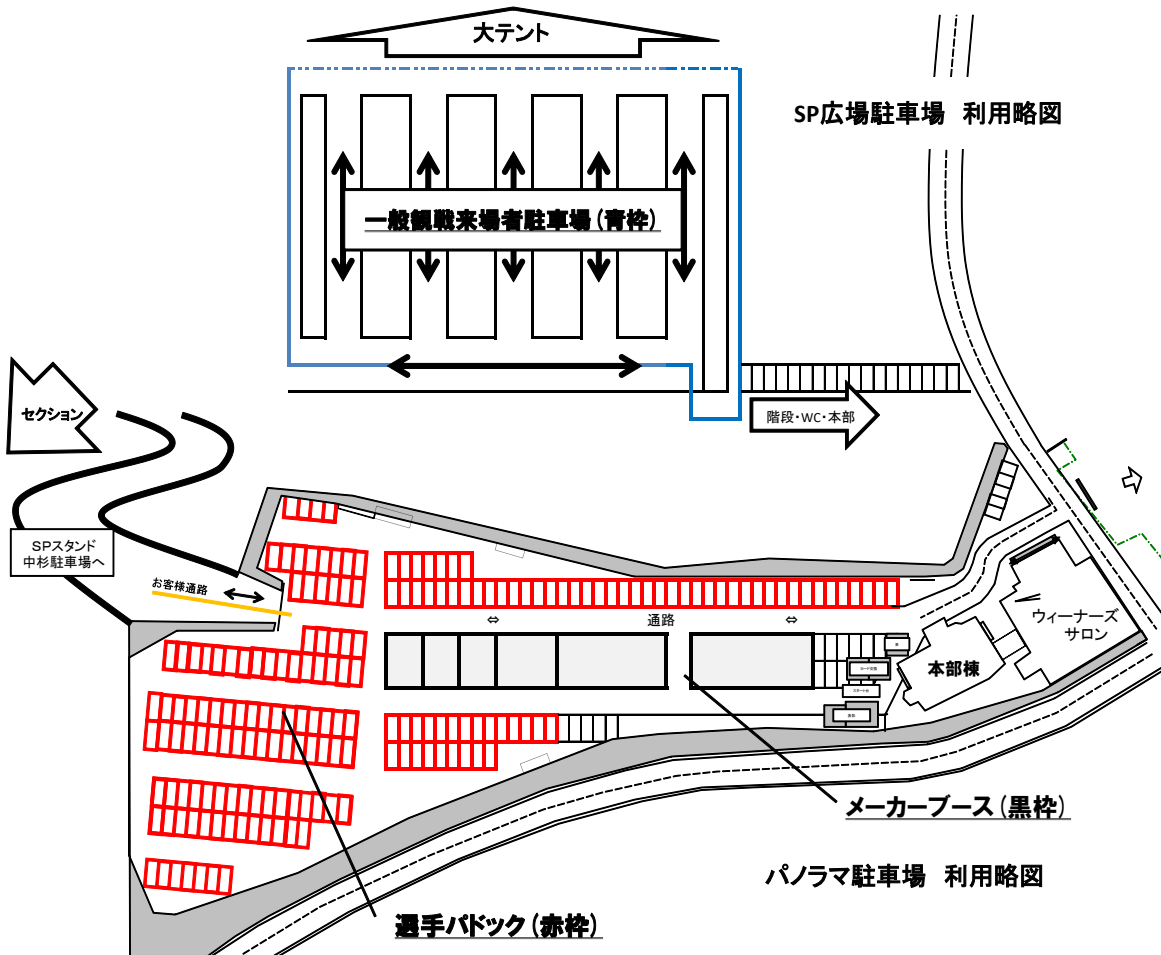 大テント
SP広場駐車場 利用略図
一般観戦来場者駐車場(青枠)
セクション
階段・WC・本部
SPスタンド
中杉駐車場へ
お客様通路
⇔ 通路 ⇔
ウィーナーズ
サロン
本部棟
メーカーブース(黒枠)
パノラマ駐車場 利用略図
選手パドック(赤枠)